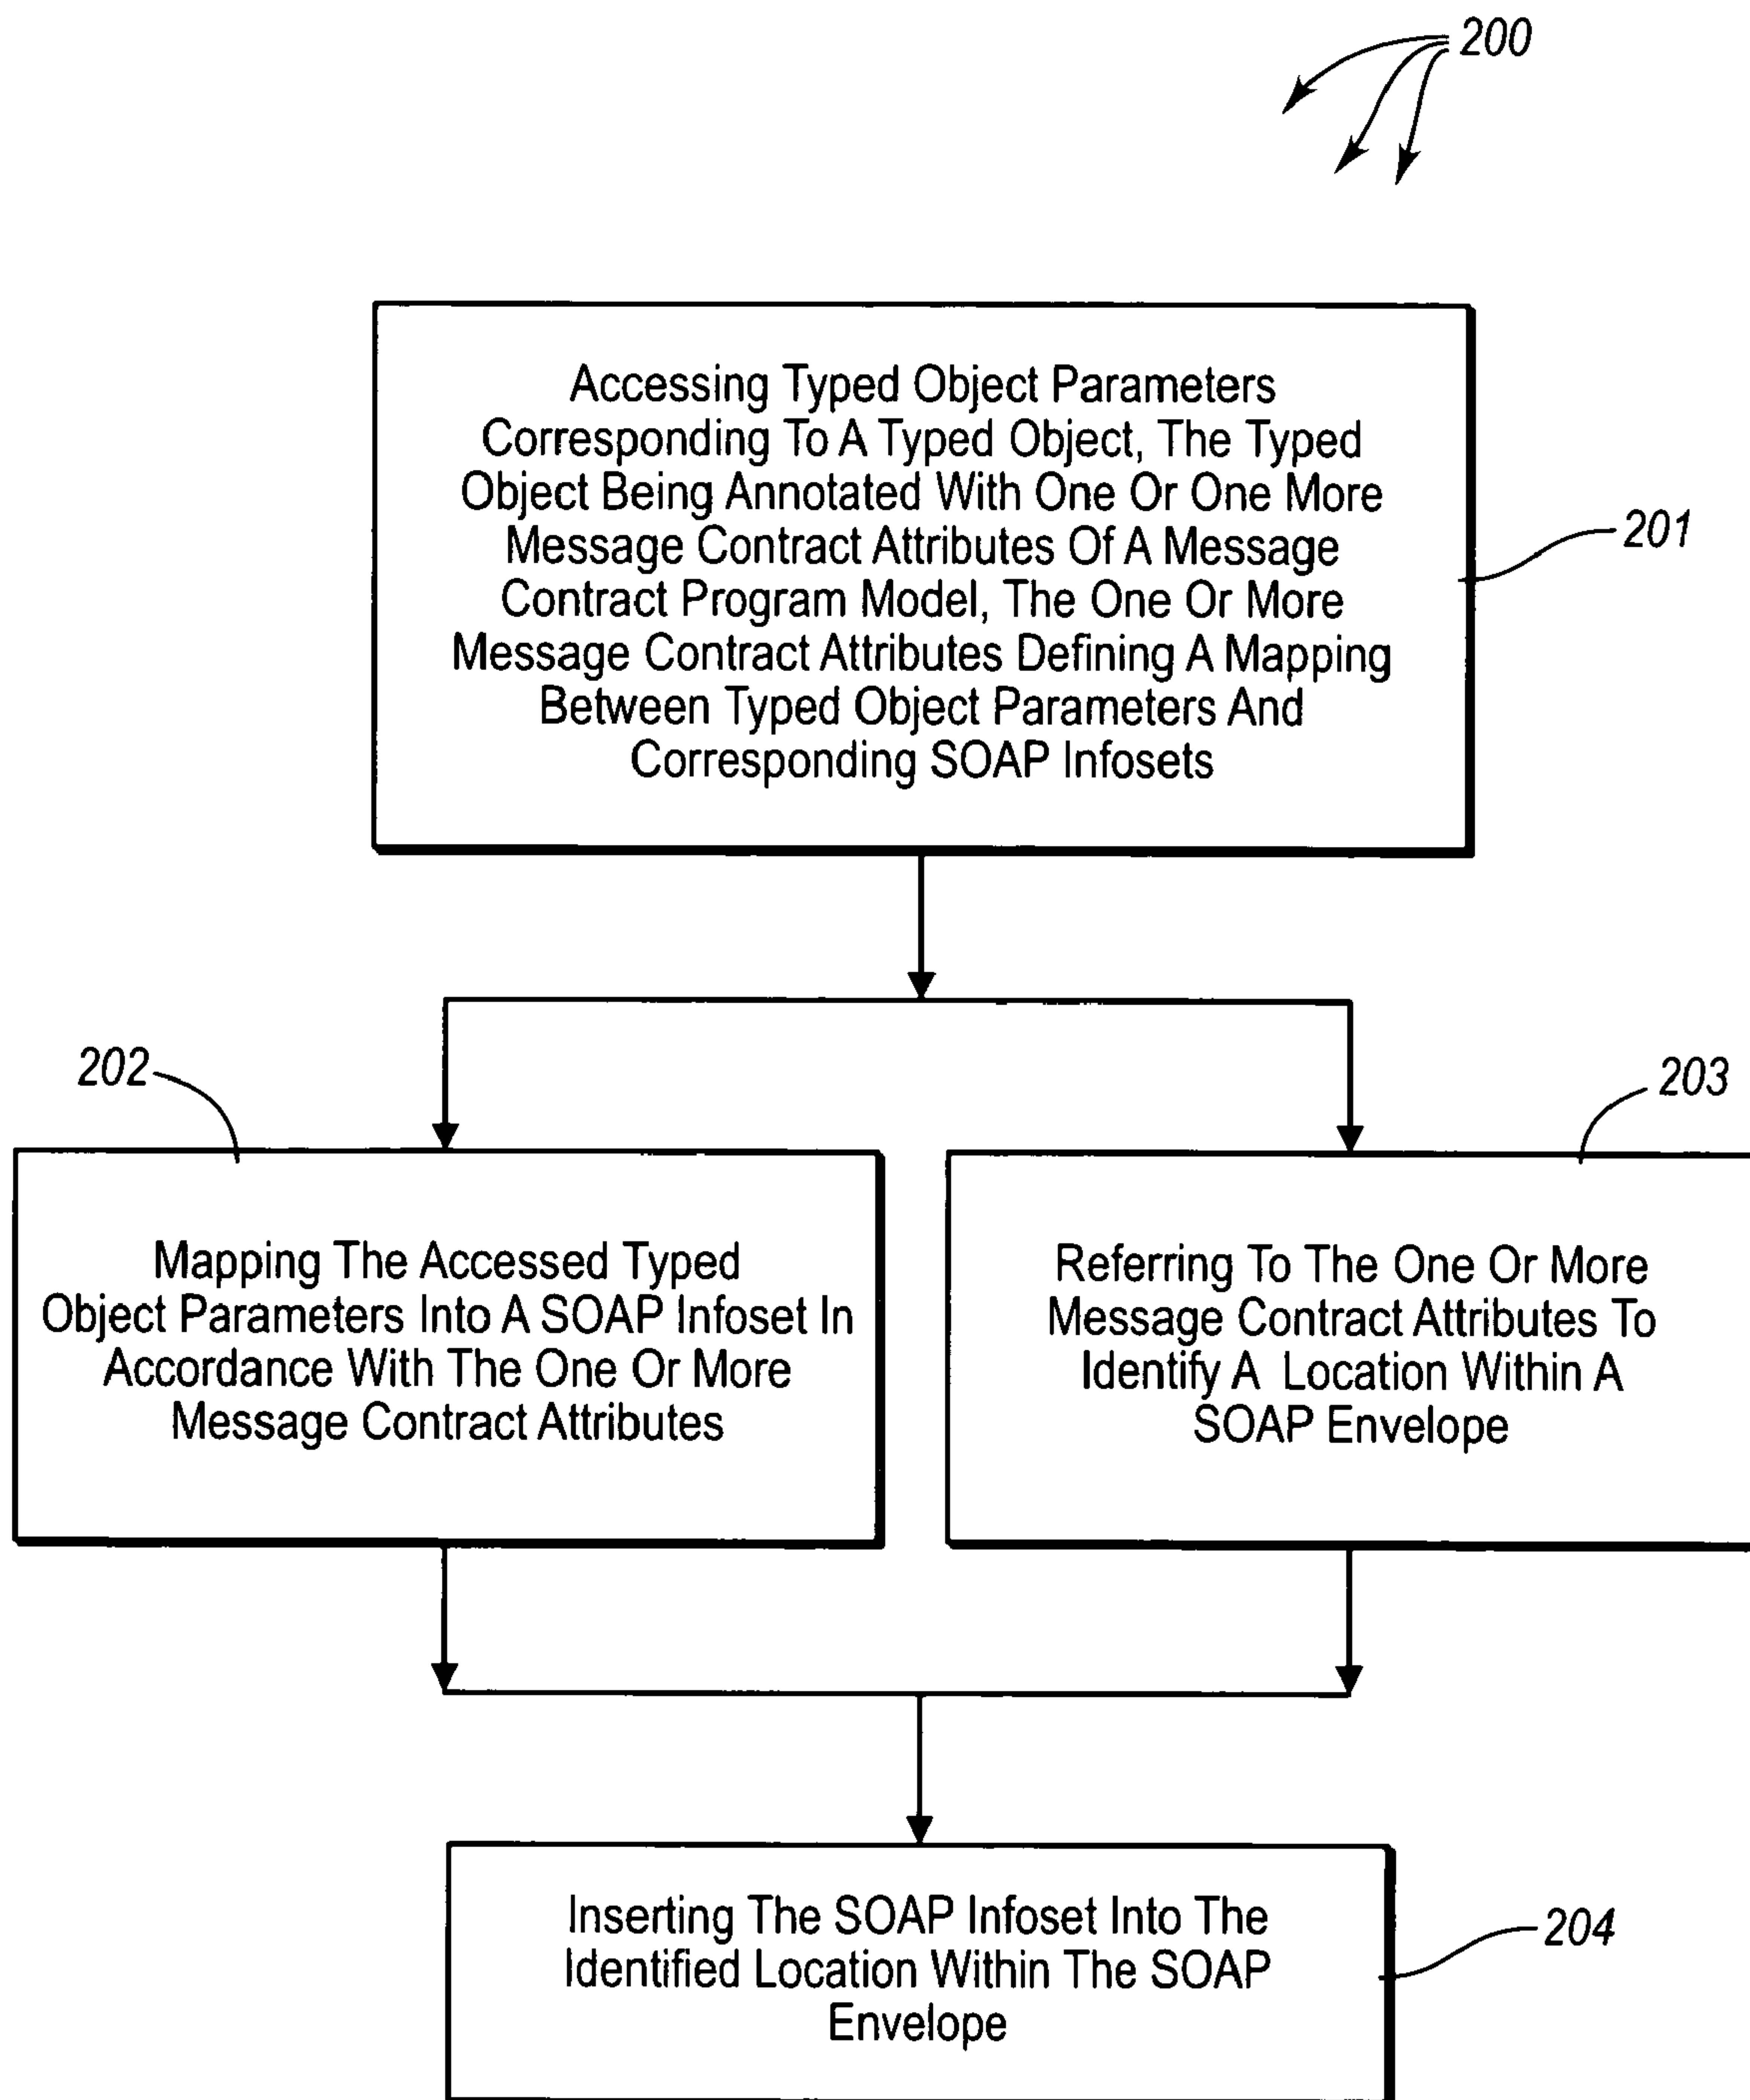 200
Accessing Typed Object Parameters
Corresponding To A Typed Object, The Typed
Object Being Annotated With One Or One More
Message Contract Attributes Of A Message
Contract Program Model, The One Or More
Message Contract Attributes Defining A Mapping
Between Typed Object Parameters And
Corresponding SOAP Infosets
201
202
203
Mapping The Accessed Typed
Object Parameters Into A SOAP Infoset In
Accordance With The One Or More
Message Contract Attributes
Referring To The One Or More
Message Contract Attributes To
Identify A Location Within A
SOAP Envelope
Inserting The SOAP Infoset Into The
Identified Location Within The SOAP
Envelope
204